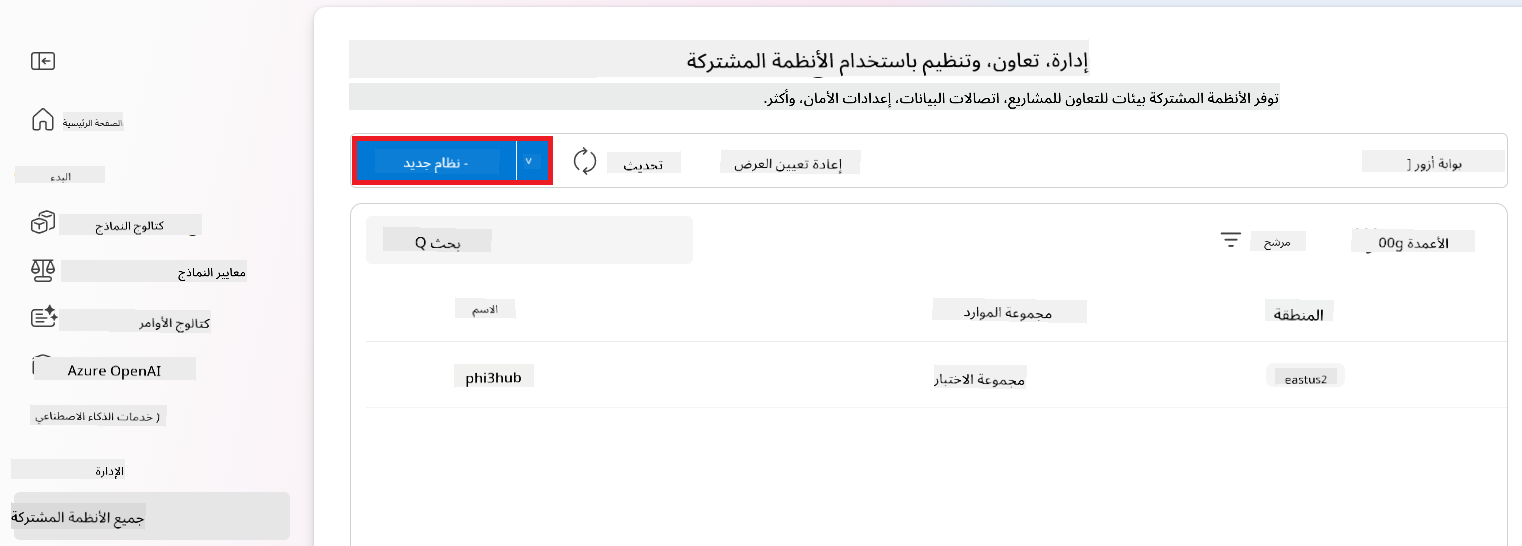 إدارة، تعاون، وتنظيم باستخدام الأنظمة المشتركة
توفر الأنظمة المشتركة بيئات للتعاون للمشاريع، اتصالات البيانات، إعدادات الأمان، وأكثر.
الصفحة الرئيسية
البدء
كتالوج النماذج
معايير النماذج
كتالوج الأوامر
Azure OpenAI
خدمات الذكاء الاصطناعي )
الإدارة
جميع الأنظمة المشتركة
- نظام جديد
تحديث
إعادة تعيين العرض
بوابة أزور [
بحث Q
مرشح
الأعمدة 00g
الاسم
مجموعة الموارد
المنطقة
phi3hub
مجموعة الاختبار
eastus2